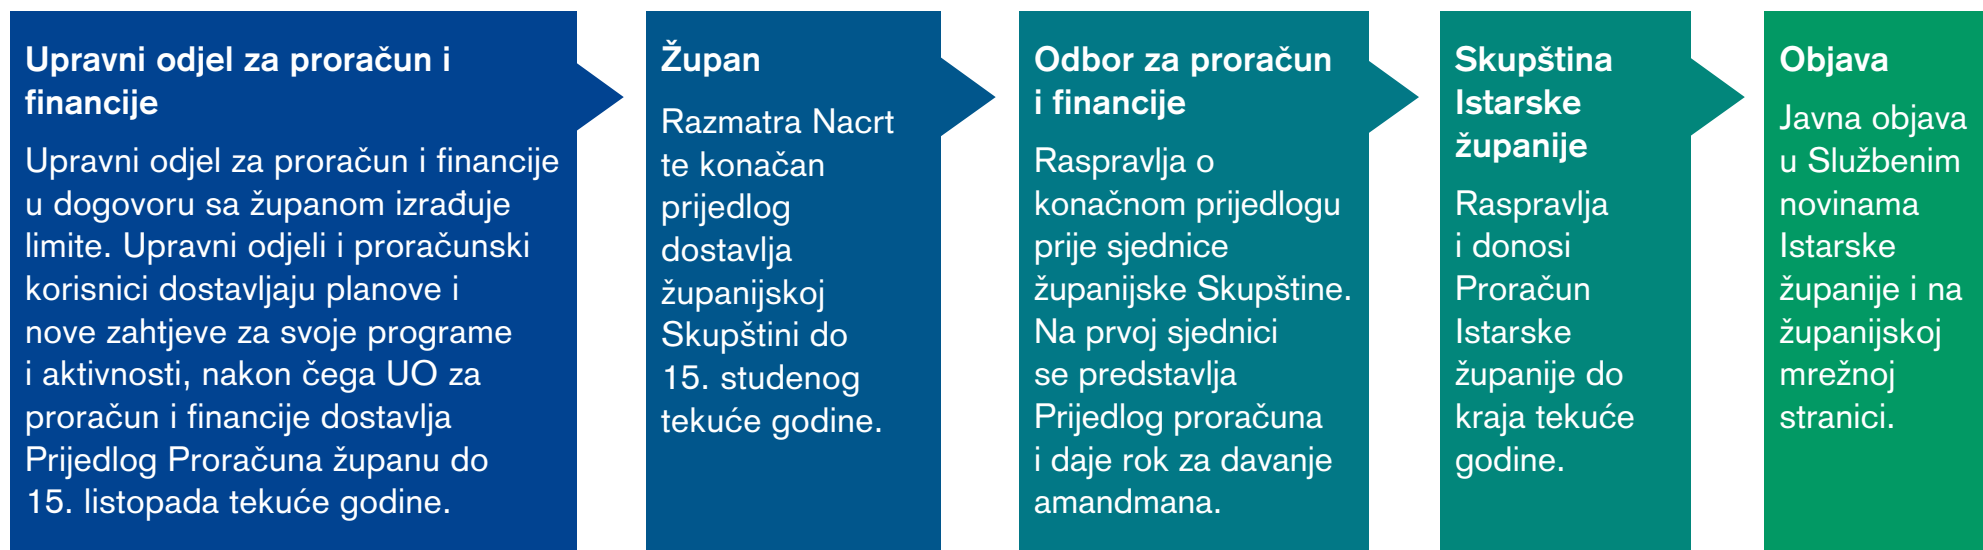 Upravni odjel za proračun i
financije
Upravni odjel za proračun i financije
u dogovoru sa županom izrađuje
limite. Upravni odjeli i proračunski
korisnici dostavljaju planove i
nove zahtjeve za svoje programe
i aktivnosti, nakon čega UO za
proračun i financije dostavlja
Prijedlog Proračuna županu do
15. listopada tekuće godine.
Župan
Razmatra Nacrt
te konačan
prijedlog
dostavlja
županijskoj
Skupštini do
15. studenog
tekuće godine.
Odbor za proračun
i financije
Raspravlja o
konačnom prijedlogu
prije sjednice
županijske Skupštine.
Na prvoj sjednici
se predstavlja
Prijedlog proračuna
i daje rok za davanje
amandmana.
Skupština
Istarske
županije
Raspravlja
i donosi
Proračun
Istarske
županije do
kraja tekuće
godine.
Objava
Javna objava
u Službenim
novinama
Istarske
županije i na
županijskoj
mrežnoj
stranici.